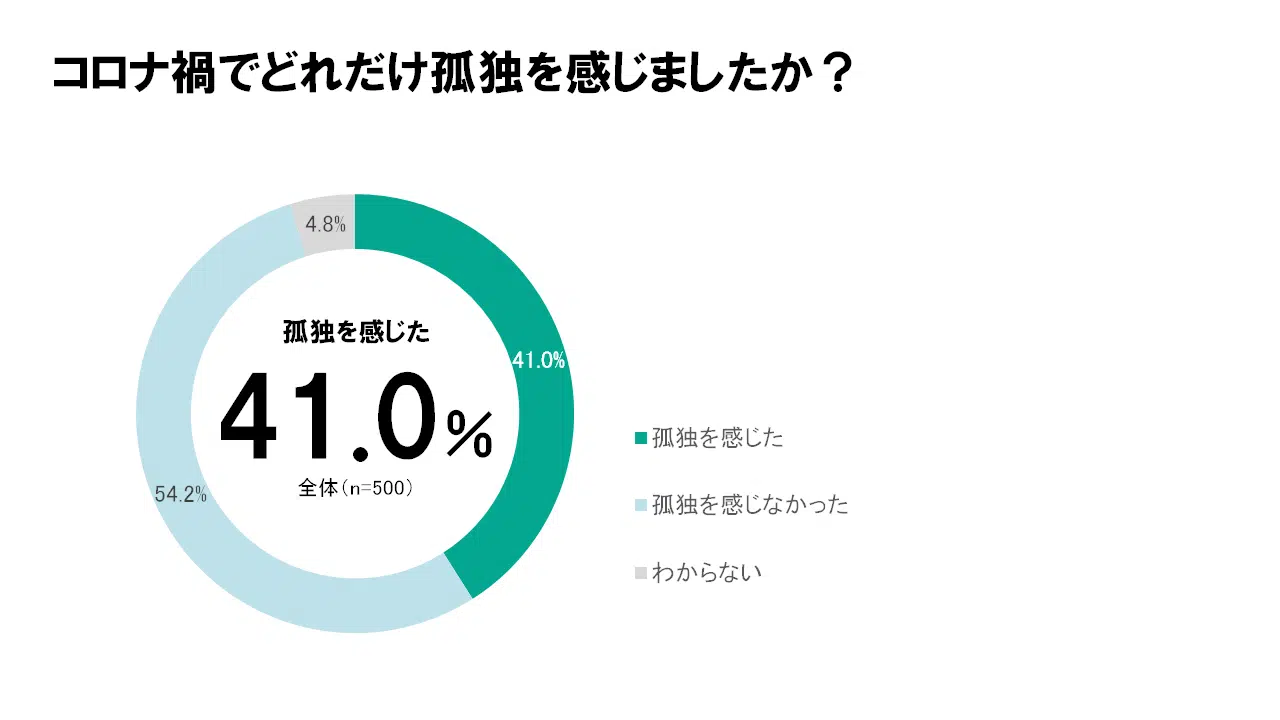 コロナ禍でどれだけ孤独を感じましたか？
4.8%
孤独を感じた
41.0%
41.0%
全体（n=500）
54.2%
孤独を感じた
孤独を感じなかった
わからない